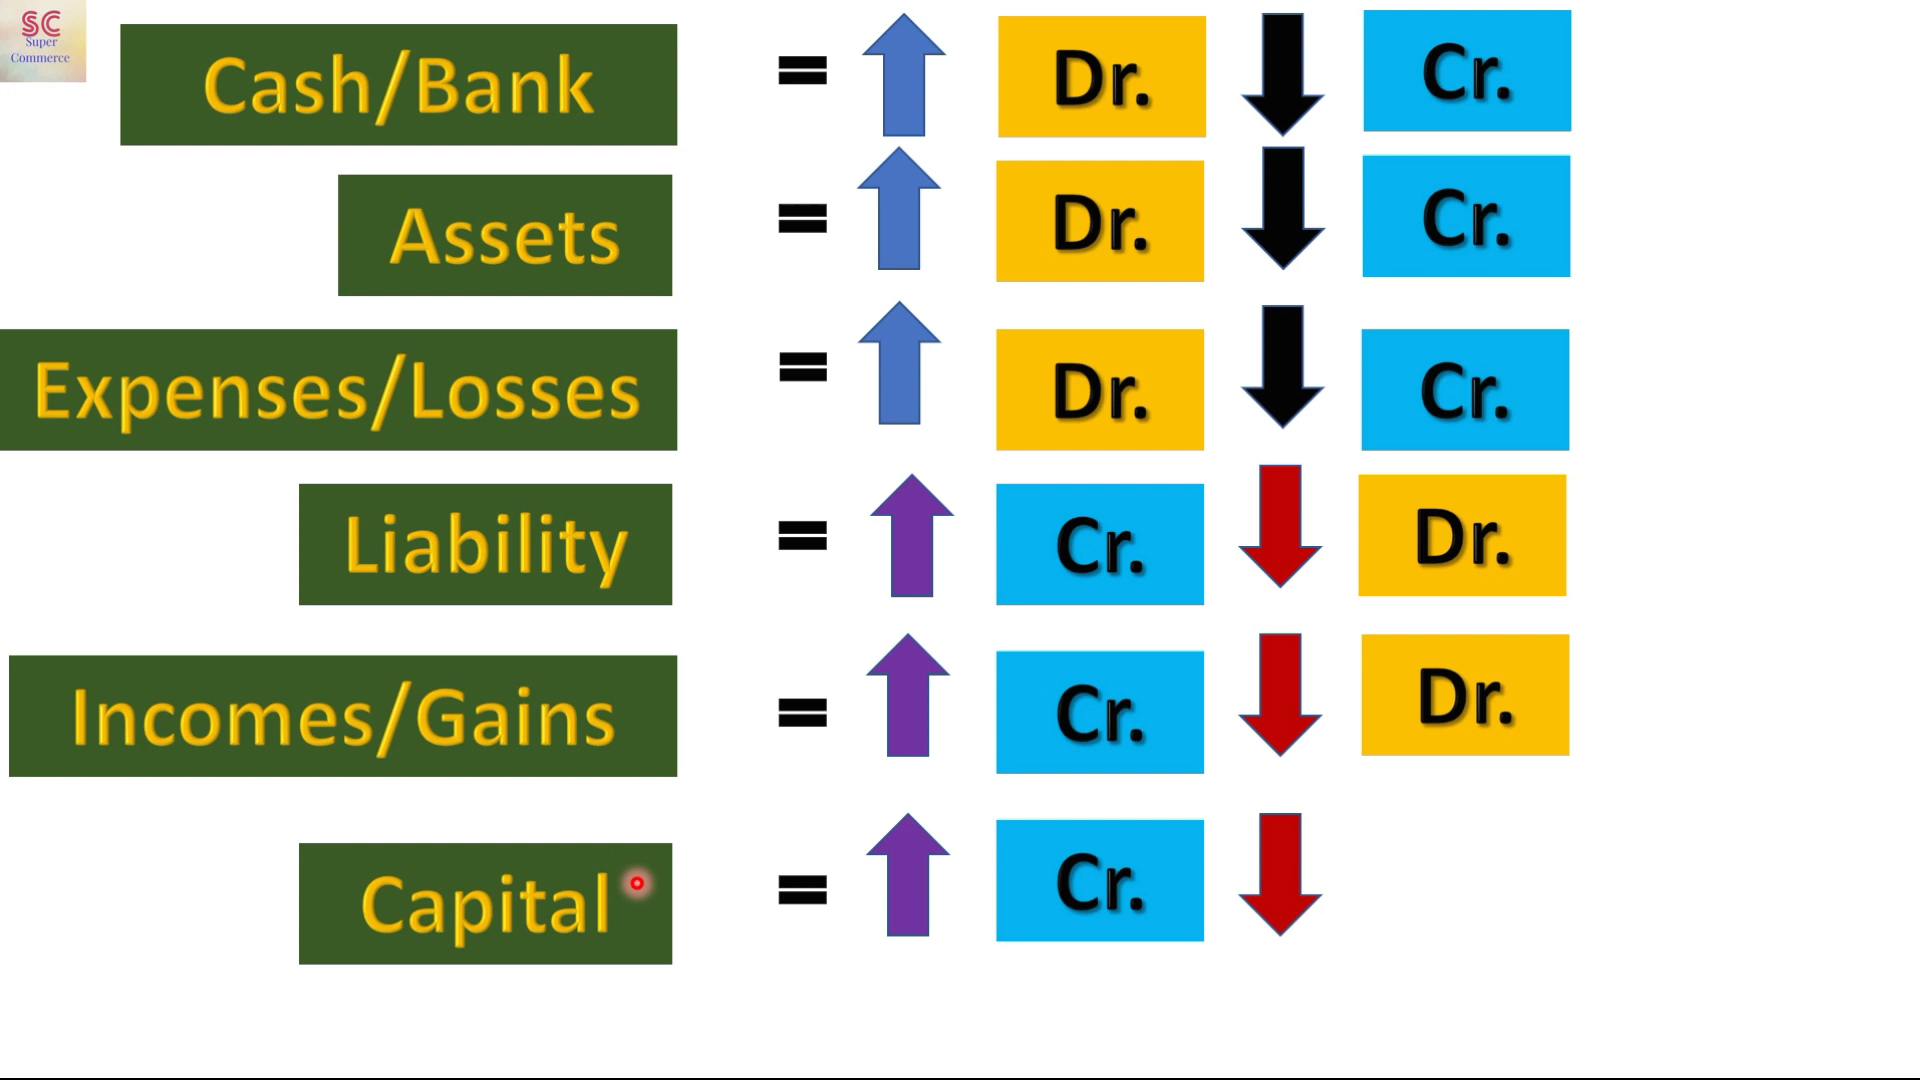 SC
Super
Commerce
Cash/Bank = Dr. Cr.
Assets = Dr. Cr.
Expenses/Losses = Dr. Cr.
Liability = Cr. Dr.
Incomes/Gains = Cr. Dr.
Capital = Cr.